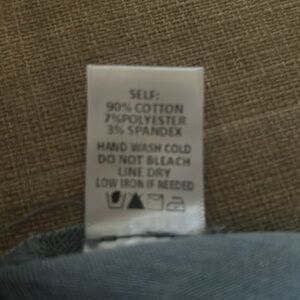 SELF:
90% COTTON
7%POLYESTER
3% SPANDEX
HAND WASH COLD
DO NOT BLEACH
LINE DRY
LOW IRON IF NEEDED